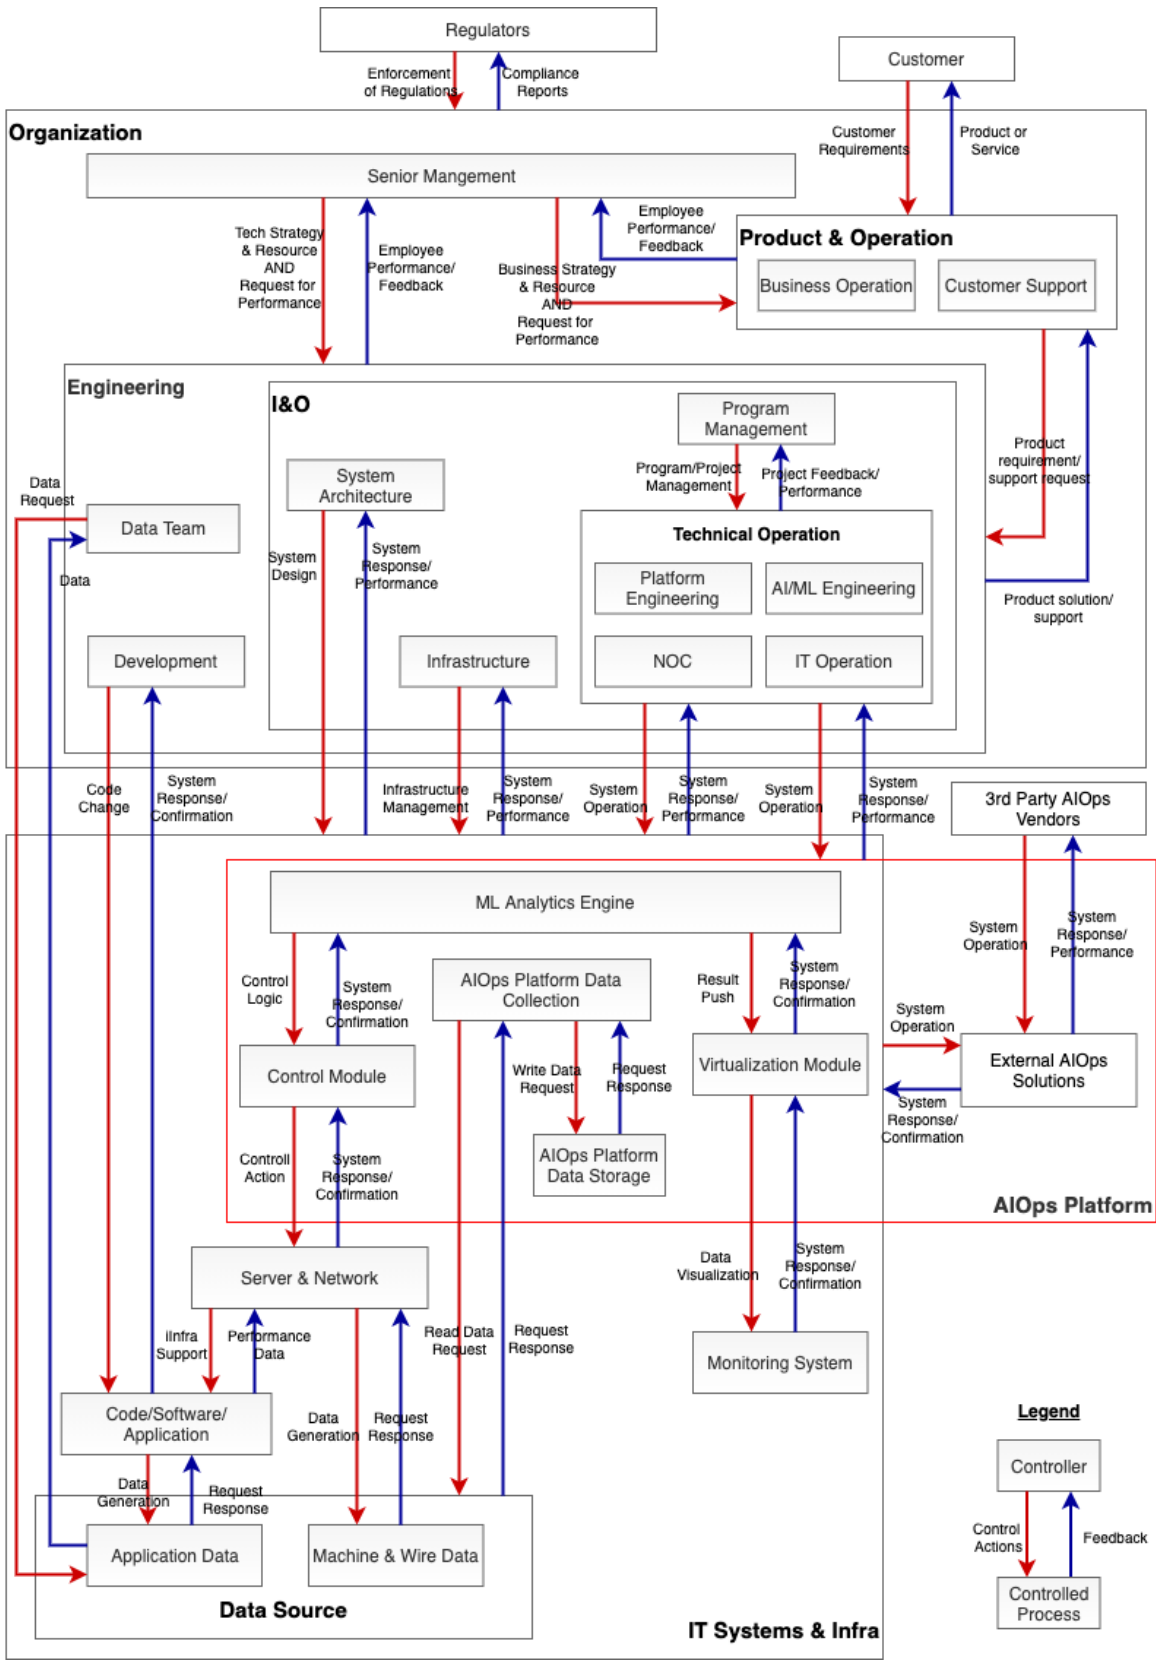 Regulators
Customer
Enforcement
of Regulations
Compliance
Reports
Organization
Customer
Requirements
Product or
Service
Senior Mangement
Tech Strategy
& Resource
AND
Request for
Performance
Employee
Performance/
Feedback
Business Strategy
& Resource
AND
Request for
Performance
Employee
Performance/
Feedback
Product & Operation
Business Operation
Customer Support
Engineering
I&O
Program
Management
Program/Project
Management
Project Feedback/
Performance
Product
requirement/
support request
Product solution/
support
System
Architecture
Data
Request
Data Team
Data
System
Design
System
Response/
Performance
Technical Operation
Platform
Engineering
AI/ML Engineering
NOC
IT Operation
Development
Infrastructure
Code
Change
System
Response/
Confirmation
Infrastructure
Management
System
Response/
Performance
System
Operation
System
Response/
Performance
System
Operation
System
Response/
Performance
3rd Party AIOps
Vendors
ML Analytics Engine
System
Operation
System
Response/
Performance
Control
Logic
System
Response/
Confirmation
AIOps Platform Data
Collection
Result
Push
System
Response/
Confirmation
System
Operation
Control Module
Write Data
Request
Request
Response
Virtualization Module
External AIOps
Solutions
System
Response/
Confirmation
Controll
Action
System
Response/
Confirmation
AIOps Platform
Data Storage
AIOps Platform
Server & Network
Data
Visualization
System
Response/
Confirmation
iInfra
Support
Performance
Data
Read Data
Request
Request
Response
Monitoring System
Code/Software/
Application
Data
Generation
Request
Response
Data
Generation
Request
Response
Application Data
Machine & Wire Data
Data Source
IT Systems & Infra
Legend
Controller
Control
Actions
Feedback
Controlled
Process